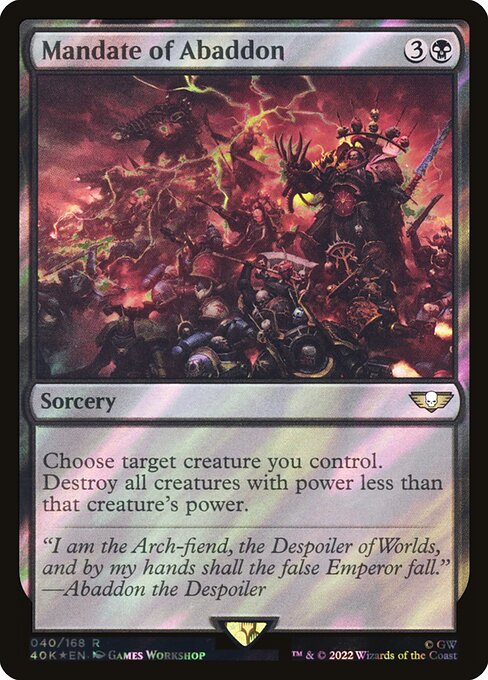 Mandate of Abaddon 3
Sorcery
Choose target creature you control.
Destroy all creatures with power less than
that creature's power.
“I am the Arch-fiend, the Despoiler of Worlds,
and by my hands shall the false Emperor fall.”
—Abaddon the Despoiler
040/168 R
© GW
40K★EN Games Workshop
™ & © 2022 Wizards of the Coast